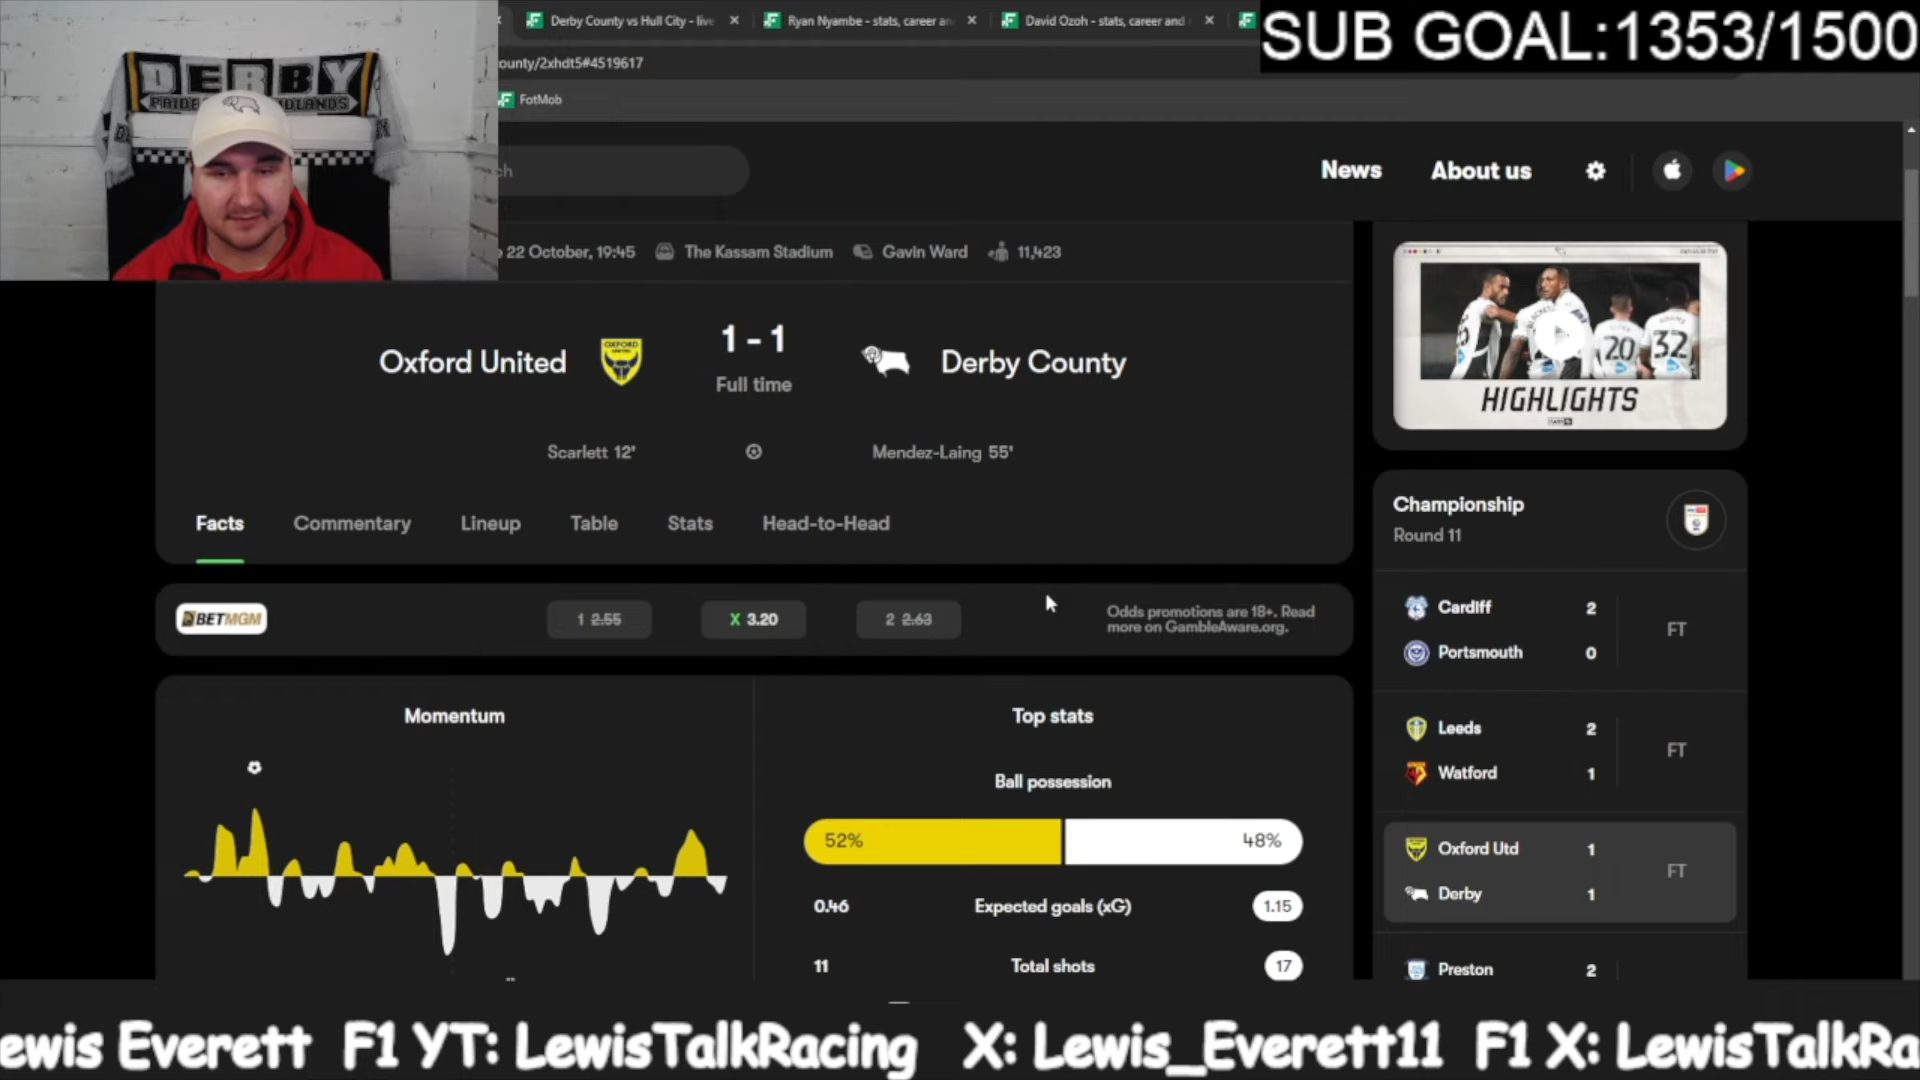 Derby County vs Hull City - live
Ryan Nyambe - stats, career an
David Ozoh - stats, career and
SUB GOAL:1353/1500
ounty/2xhdt5#4519617
FotMob
DERBY
PRIDE
MIDLANDS
ch
News
About us
22 October, 19:45
The Kassam Stadium
Gavin Ward
11,423
Oxford United
1 - 1
Derby County
Full time
Scarlett 12'
Mendez-Laing 55'
Facts
Commentary
Lineup
Table
Stats
Head-to-Head
BETMGM
1 2.55
X 3.20
2 2.63
Odds promotions are 18+. Read
more on GambleAware.org.
Momentum
Top stats
Ball possession
52%
48%
0.46
Expected goals (xG)
1.15
11
Total shots
17
20
32
HIGHLIGHTS
Championship
Round 11
Cardiff 2
FT
Portsmouth 0
Leeds 2
FT
Watford 1
Oxford Utd 1
FT
Derby 1
Preston 2
ewis Everett F1 YT: LewisTalkRacing X: Lewis_Everett11 F1 X: LewisTalkRa